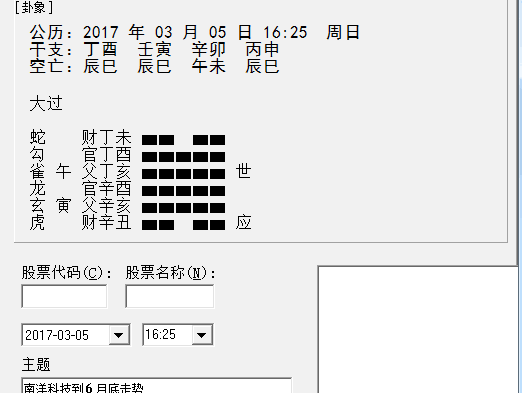 [卦象]
公历：2017 年 03 月 05 日 16:25 周日
干支：丁酉 壬寅 辛卯 丙申
空亡：辰巳 辰巳 午未 辰巳
大过
蛇 财丁未
勾 官丁酉
雀 午 父丁亥 世
龙 官辛酉
玄 寅 父辛亥
虎 财辛丑 应
股票代码(C)： 股票名称(N)：
2017-03-05 16:25
主题
南洋科技到6月底走势